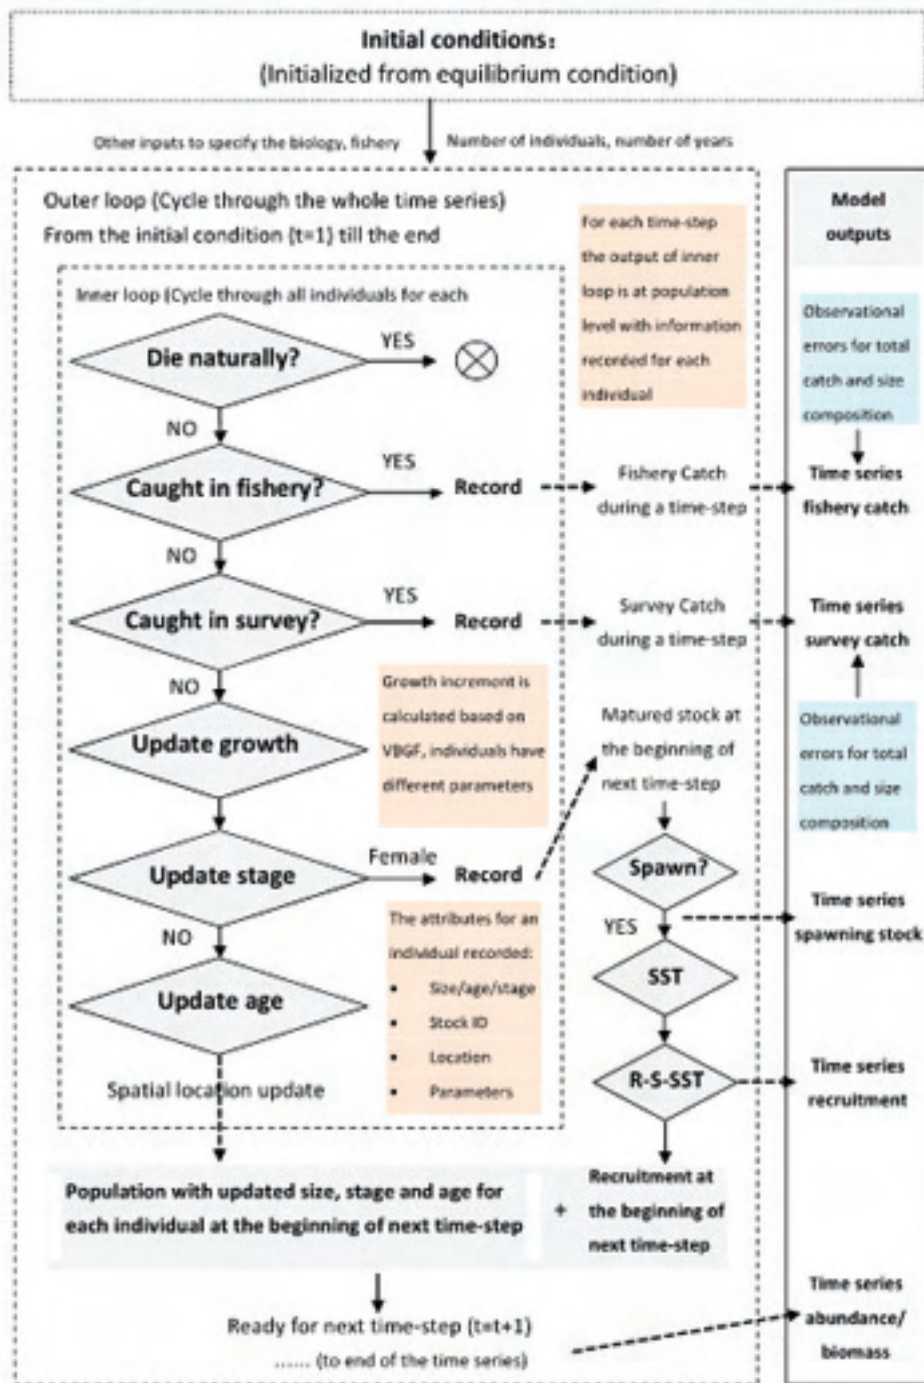 Initial conditions:
(Initialized from equilibrium condition)
Other inputs to specify the biology, fishery
Number of individuals, number of years
Outer loop (Cycle through the whole time series)
From the initial condition (t=1) till the end
For each time-step
the output of inner
loop is at population
level with information
recorded for each
individual
Model
outputs
Inner loop (Cycle through all individuals for each
Observational
errors for total
catch and size
composition
Die naturally?
YES
NO
Caught in fishery?
YES
Record
Fishery Catch
during a time-step
Time series
fishery catch
NO
Caught in survey?
YES
Record
Survey Catch
during a time-step
Time series
survey catch
NO
Update growth
Growth increment is
calculated based on
VBGF, individuals have
different parameters
Matured stock at
the beginning of
next time-step
Observational
errors for total
catch and size
composition
Update stage
Female
Record
Spawn?
YES
Time series
spawning stock
NO
Update age
The attributes for an
individual recorded:
• Size/age/stage
• Stock ID
• Location
• Parameters
SST
R-S-SST
Time series
recruitment
Spatial location update
Population with updated size, stage and age for
each individual at the beginning of next time-step
+
Recruitment at
the beginning of
next time-step
Ready for next time-step (t=t+1)
...... (to end of the time series)
Time series
abundance/
biomass